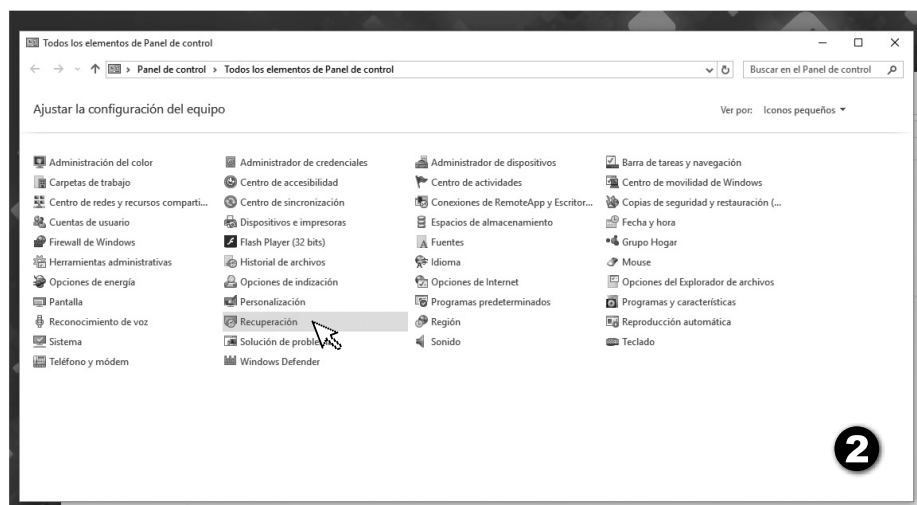 Todos los elementos de Panel de control
Panel de control > Todos los elementos de Panel de control
Buscar en el Panel de control
Ajustar la configuración del equipo
Ver por: Iconos pequeños
Administración del color
Administrador de credenciales
Administrador de dispositivos
Barra de tareas y navegación
Carpetas de trabajo
Centro de accesibilidad
Centro de actividades
Centro de movilidad de Windows
Centro de redes y recursos comparti...
Centro de sincronización
Conexiones de RemoteApp y Escritor...
Copias de seguridad y restauración (...
Cuentas de usuario
Dispositivos e impresoras
Espacios de almacenamiento
Fecha y hora
Firewall de Windows
Flash Player (32 bits)
Fuentes
Grupo Hogar
Herramientas administrativas
Historial de archivos
Idioma
Mouse
Opciones de energía
Opciones de indización
Opciones de Internet
Opciones del Explorador de archivos
Pantalla
Personalización
Programas predeterminados
Programas y características
Reconocimiento de voz
Recuperación
Región
Reproducción automática
Sistema
Solución de
Sonido
Teclado
Teléfono y módem
Windows Defender
2